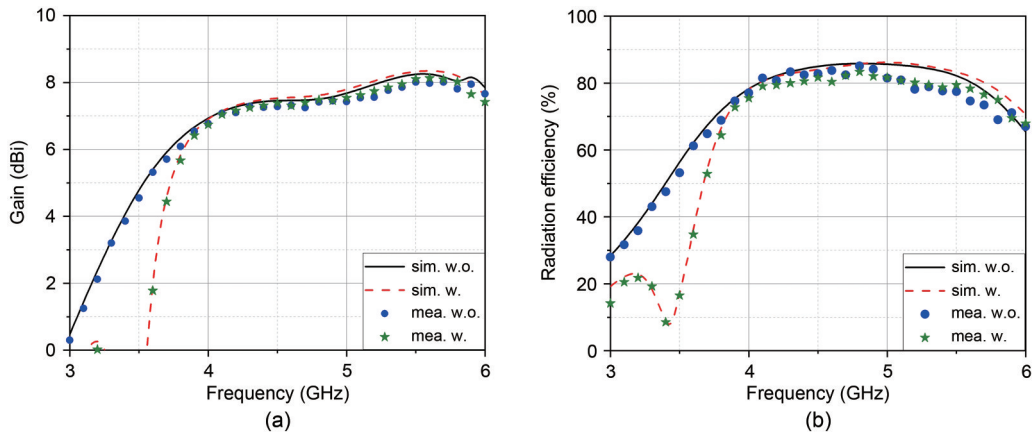 10
8
6
4
2
0
Gain (dBi)
3
4
5
6
Frequency (GHz)
sim. w.o.
sim. w.
mea. w.o.
mea. w.
(a)
100
80
60
40
20
0
Radiation efficiency (%)
3
4
5
6
Frequency (GHz)
sim. w.o.
sim. w.
mea. w.o.
mea. w.
(b)